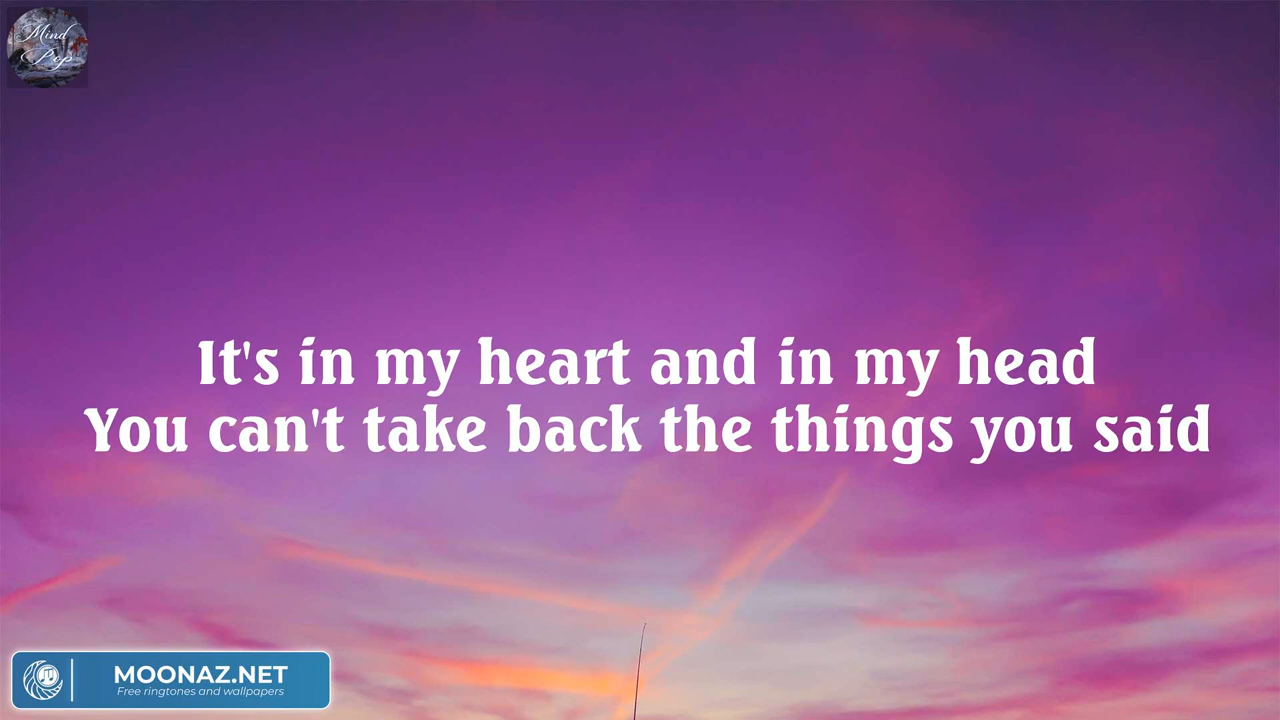 Mind
Pop
It's in my heart and in my head
You can't take back the things you said
MOONAZ.NET
Free ringtones and wallpapers